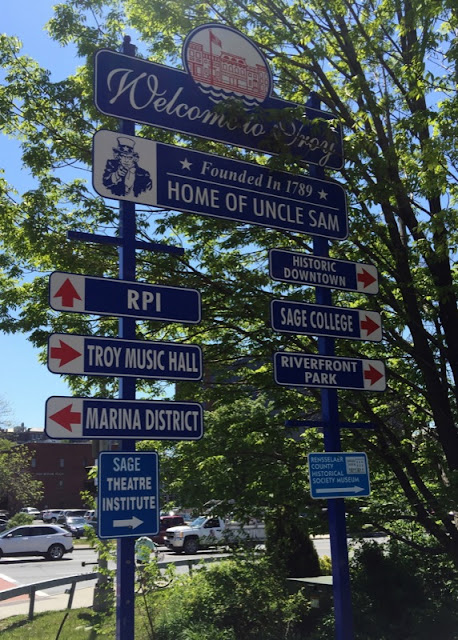 Welcome to Troy
Founded In 1789
HOME OF UNCLE SAM
RPI
TROY MUSIC HALL
MARINA DISTRICT
SAGE
THEATRE
INSTITUTE
HISTORIC
DOWNTOWN
SAGE COLLEGE
RIVERFRONT
PARK
RENSSELAER
COUNTY
HISTORICAL
SOCIETY MUSEUM